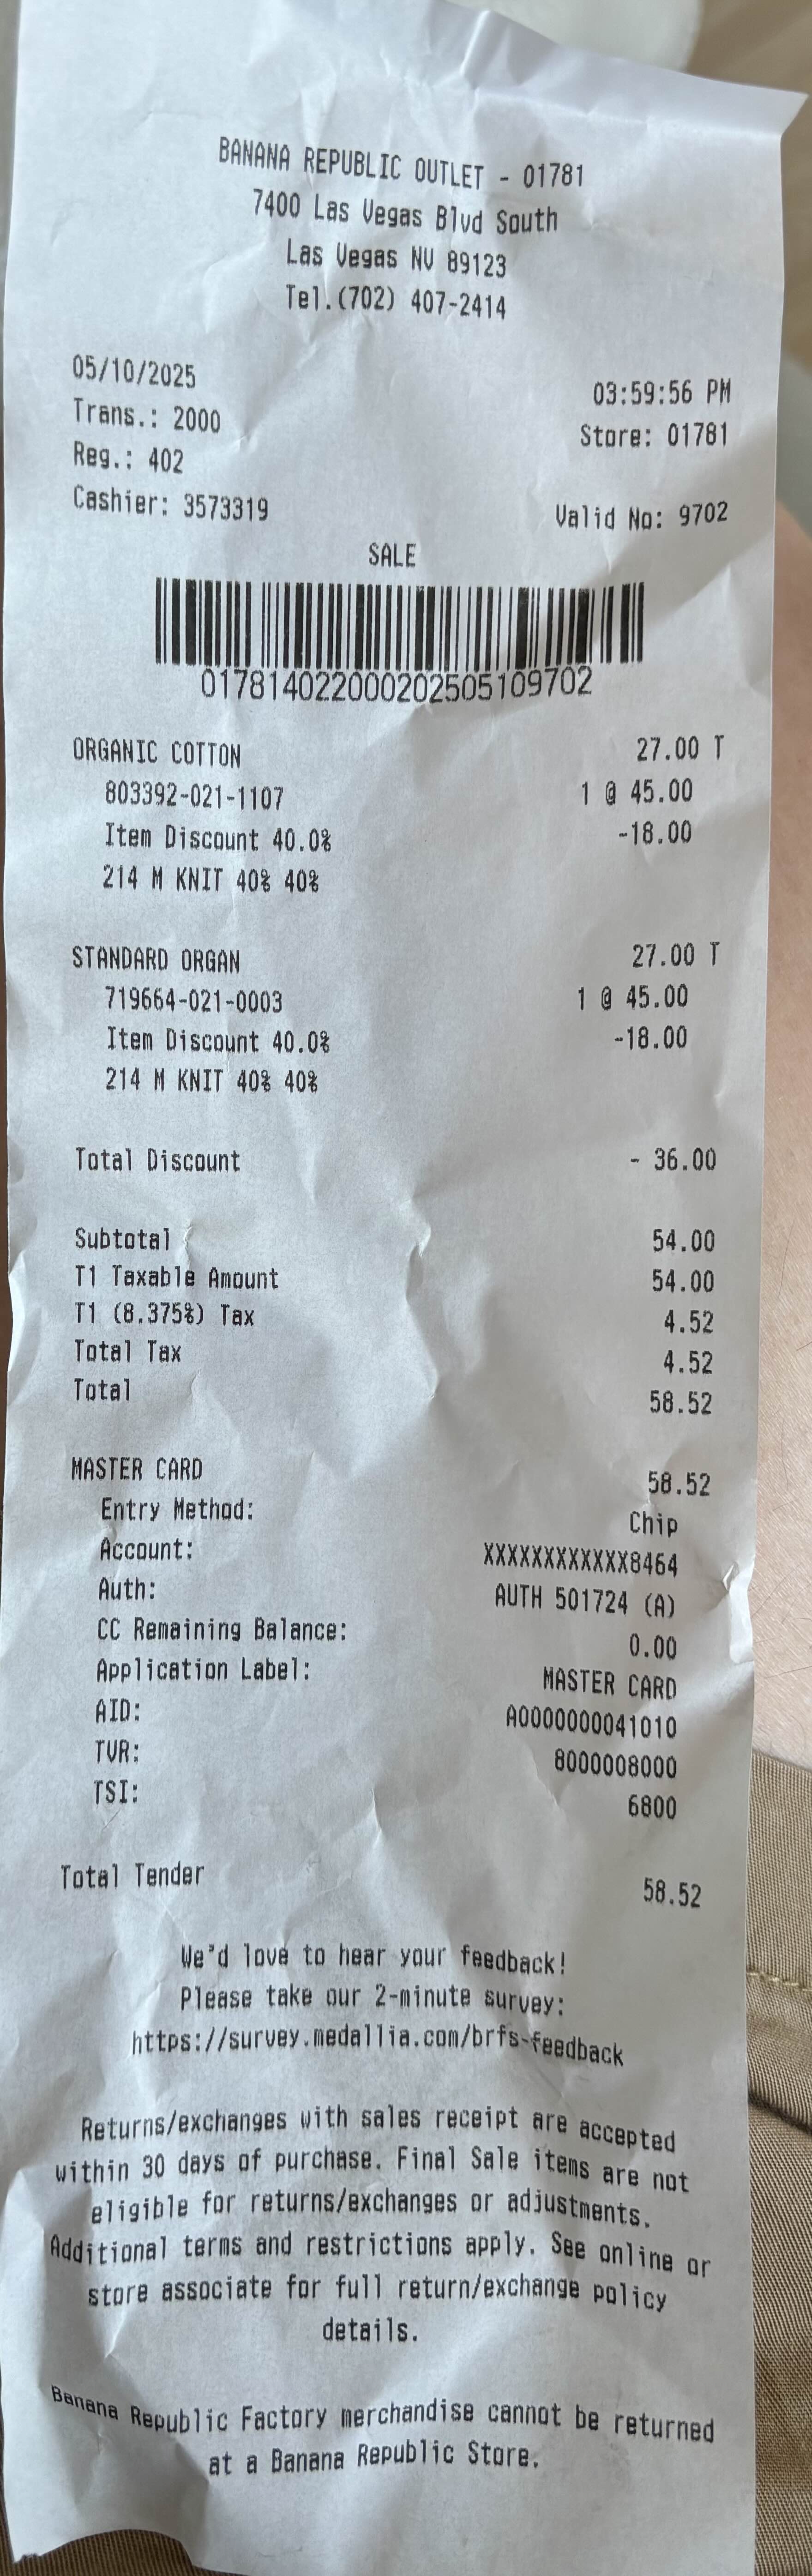 BANANA REPUBLIC OUTLET - 01781
7400 Las Vegas Blvd South
Las Vegas NV 89123
Tel.(702) 407-2414
05/10/2025 03:59:56 PM
Trans.: 2000 Store: 01781
Reg.: 402
Cashier: 3573319 Valid No: 9702
SALE
017814022000202505109702
ORGANIC COTTON 27.00 T
803392-021-1107 1 @ 45.00
Item Discount 40.0% -18.00
214 M KNIT 40% 40%
STANDARD ORGAN 27.00 T
719664-021-0003 1 @ 45.00
Item Discount 40.0% -18.00
214 M KNIT 40% 40%
Total Discount - 36.00
Subtotal 54.00
T1 Taxable Amount 54.00
T1 (8.375%) Tax 4.52
Total Tax 4.52
Total 58.52
MASTER CARD 58.52
Entry Method: Chip
Account: XXXXXXXXXXXX8464
Auth: AUTH 501724 (A)
CC Remaining Balance: 0.00
Application Label: MASTER CARD
AID: A0000000041010
TVR: 8000008000
TSI: 6800
Total Tender 58.52
We'd love to hear your feedback!
Please take our 2-minute survey:
https://survey.medallia.com/brfs-feedback
Returns/exchanges with sales receipt are accepted
within 30 days of purchase. Final Sale items are not
eligible for returns/exchanges or adjustments.
Additional terms and restrictions apply. See online or
store associate for full return/exchange policy
details.
Banana Republic Factory merchandise cannot be returned
at a Banana Republic Store.